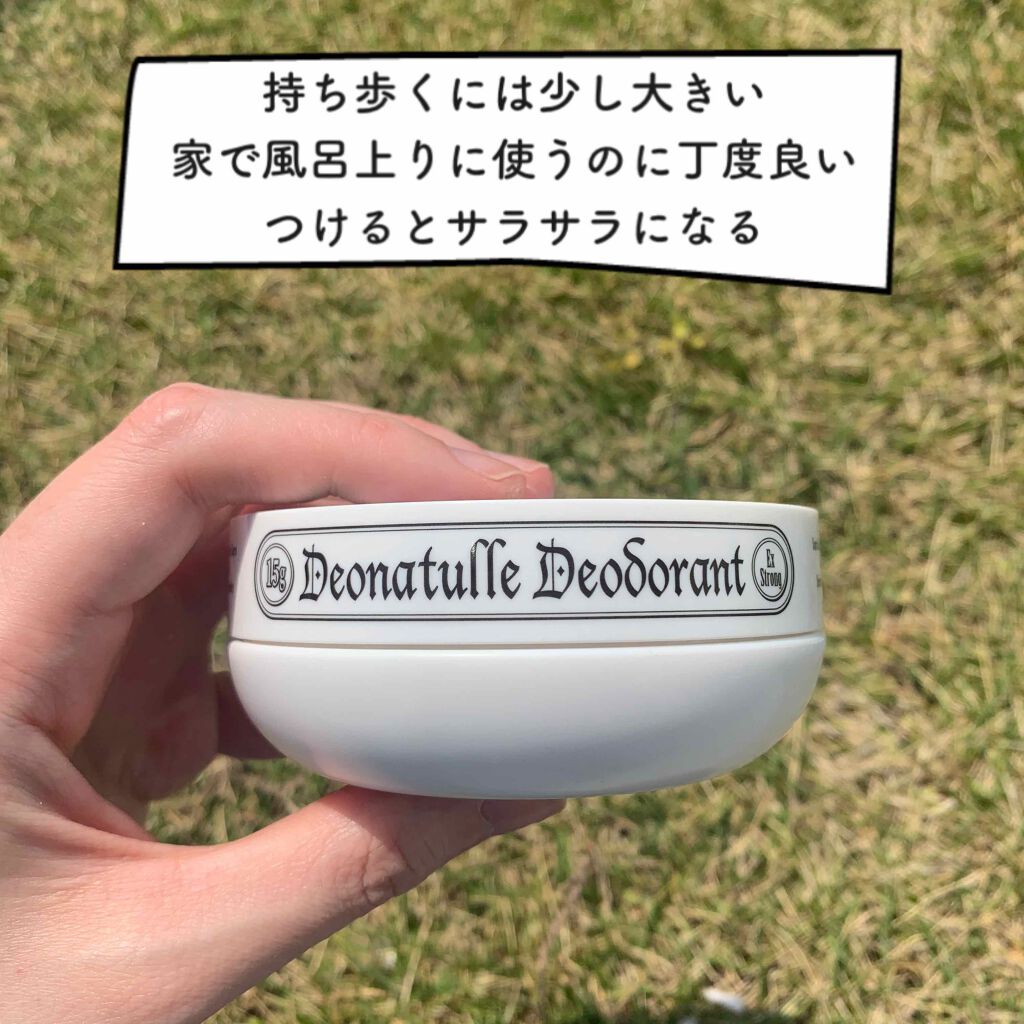 持ち歩くには少し大きい
家で風呂上りに使うのに丁度良い
つけるとサラサラになる
15g Deonatulle Deodorant Ex Strong